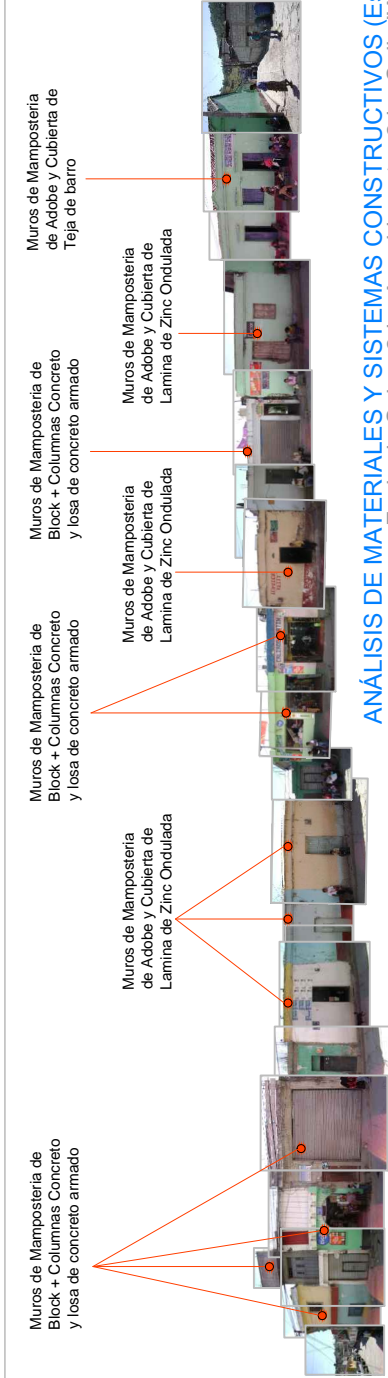 Muros de Mamposteria de
Block + Columnas Concreto
y losa de concreto armado
Muros de Mamposteria
de Adobe y Cubierta de
Lamina de Zinc Ondulada
Muros de Mamposteria de
Block + Columnas Concreto
y losa de concreto armado
Muros de Mamposteria
de Adobe y Cubierta de
Lamina de Zinc Ondulada
Muros de Mamposteria de
Block + Columnas Concreto
y losa de concreto armado
Muros de Mamposteria
de Adobe y Cubierta de
Lamina de Zinc Ondulada
Muros de Mamposteria
de Adobe y Cubierta de
Teja de barro
ANÁLISIS DE MATERIALES Y SISTEMAS CONSTRUCTIVOS (Es